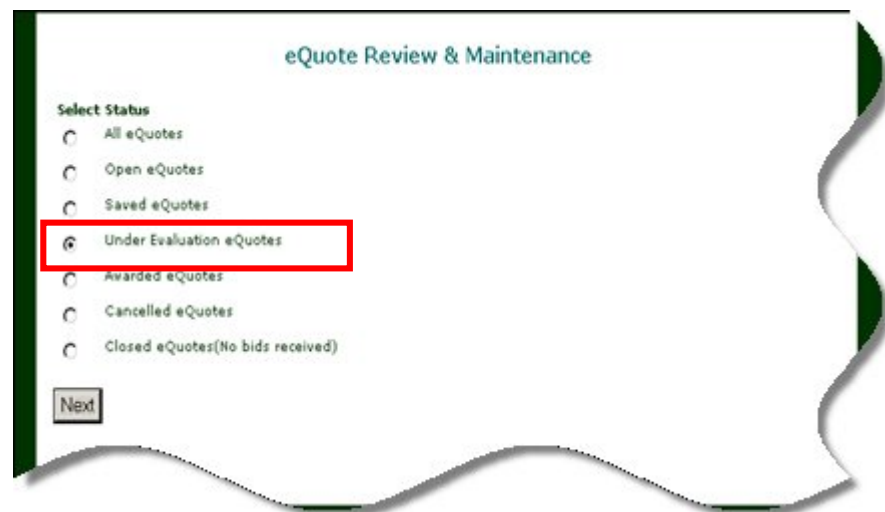 eQuote Review & Maintenance
Select Status
All eQuotes
Open eQuotes
Saved eQuotes
Under Evaluation eQuotes
Awarded eQuotes
Cancelled eQuotes
Closed eQuotes(No bids received)
Next